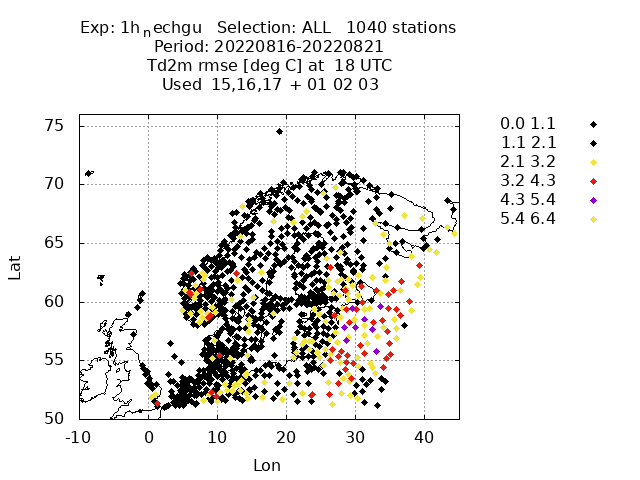 Exp: 1h nechgu Selection: ALL 1040 stations
Period: 20220816-20220821
Td2m rmse [deg C] at 18 UTC
Used 15,16,17 + 01 02 03
0.0 1.1
1.1 2.1
2.1 3.2
3.2 4.3
4.3 5.4
5.4 6.4
75
70
65
60
55
50
Lat
-10 0 10 20 30 40
Lon